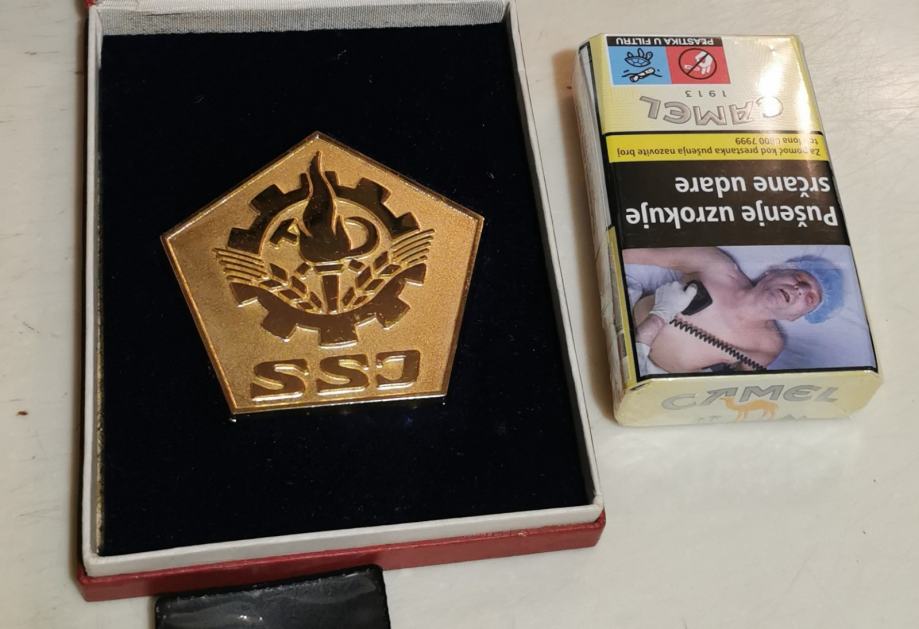 SSJ
PLASTIKA U FILTRU
1913
CAMEL
Za pomoć kod prestanka pušenja nazovite broj
telefona 0800 7999
Pušenje uzrokuje
srčane udare
CAMEL